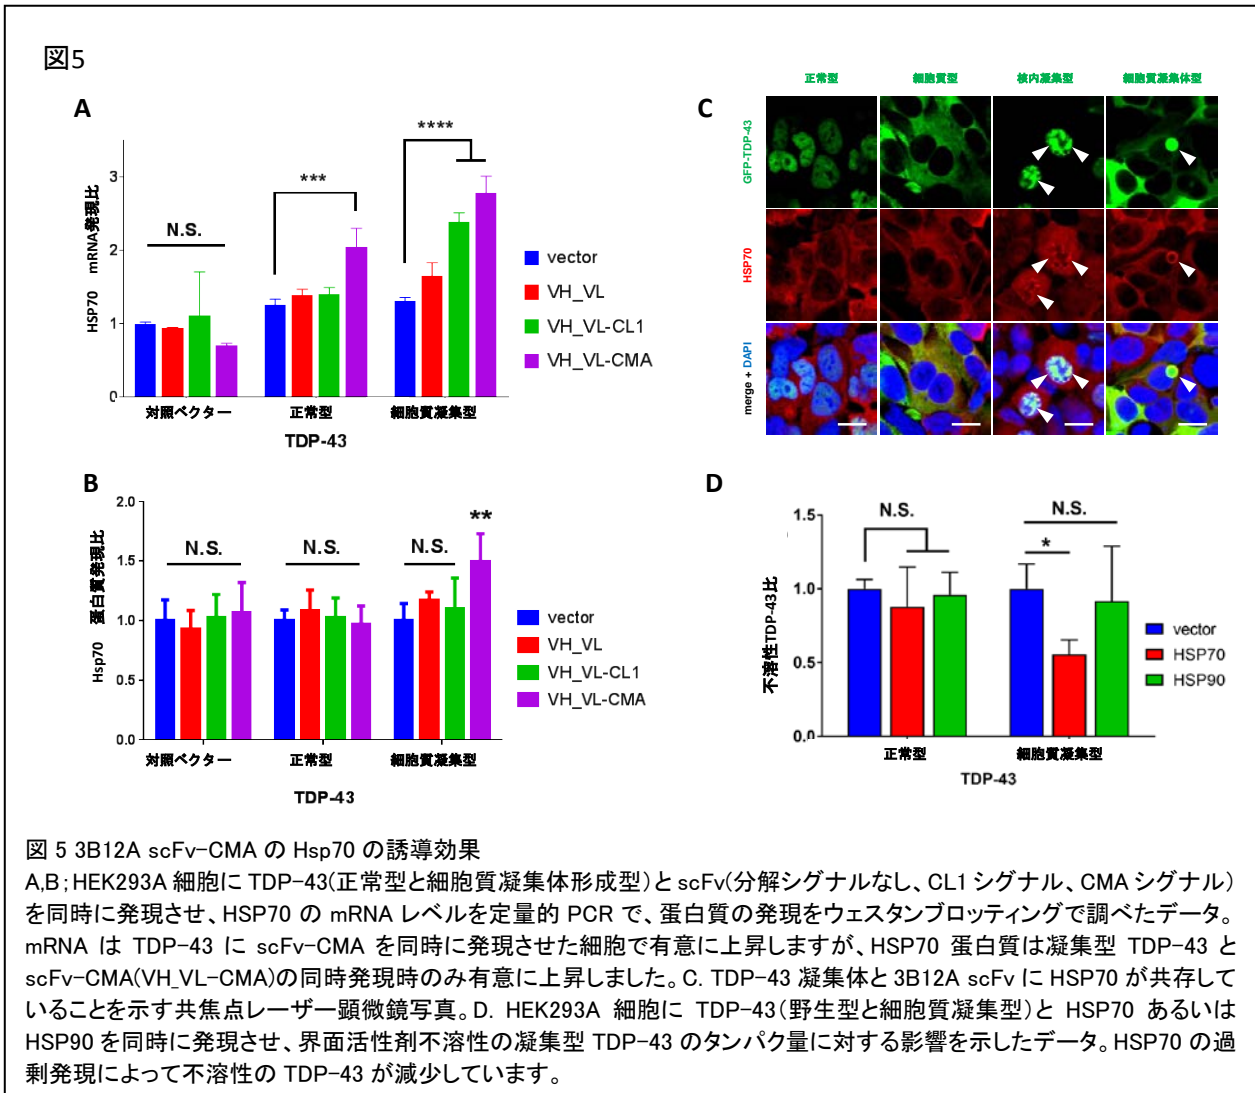 図5
A
HSP70 mRNA発現比
3
2
1
0
N.S.
***
****
対照ベクター
正常型
細胞質凝集型
TDP-43
vector
VH_VL
VH_VL-CL1
VH_VL-CMA
B
Hsp70 蛋白質発現比
2.0
1.5
1.0
0.5
0.0
N.S.
N.S.
N.S.
**
対照ベクター
正常型
細胞質凝集型
TDP-43
vector
VH_VL
VH_VL-CL1
VH_VL-CMA
C
正常型
細胞質型
核内凝集型
細胞質凝集体型
GFP-TDP-43
HSP70
merge + DAPI
D
不溶性TDP-43比
1.5
1.0
0.5
0.0
N.S.
N.S.
*
正常型
細胞質凝集型
TDP-43
vector
HSP70
HSP90
図 5 3B12A scFv-CMA の Hsp70 の誘導効果
A,B；HEK293A 細胞に TDP-43(正常型と細胞質凝集体形成型)と scFv(分解シグナルなし、CL1 シグナル、CMA シグナル)
を同時に発現させ、HSP70 の mRNA レベルを定量的 PCR で、蛋白質の発現をウェスタンブロッティングで調べたデータ。
mRNA は TDP-43 に scFv-CMA を同時に発現させた細胞で有意に上昇しますが、HSP70 蛋白質は凝集型 TDP-43 と
scFv-CMA(VH_VL-CMA)の同時発現時のみ有意に上昇しました。C. TDP-43 凝集体と 3B12A scFv に HSP70 が共存して
いることを示す共焦点レーザー顕微鏡写真。D. HEK293A 細胞に TDP-43(野生型と細胞質凝集型)と HSP70 あるいは
HSP90 を同時に発現させ、界面活性剤不溶性の凝集型 TDP-43 のタンパク量に対する影響を示したデータ。HSP70 の過
剰発現によって不溶性の TDP-43 が減少しています。